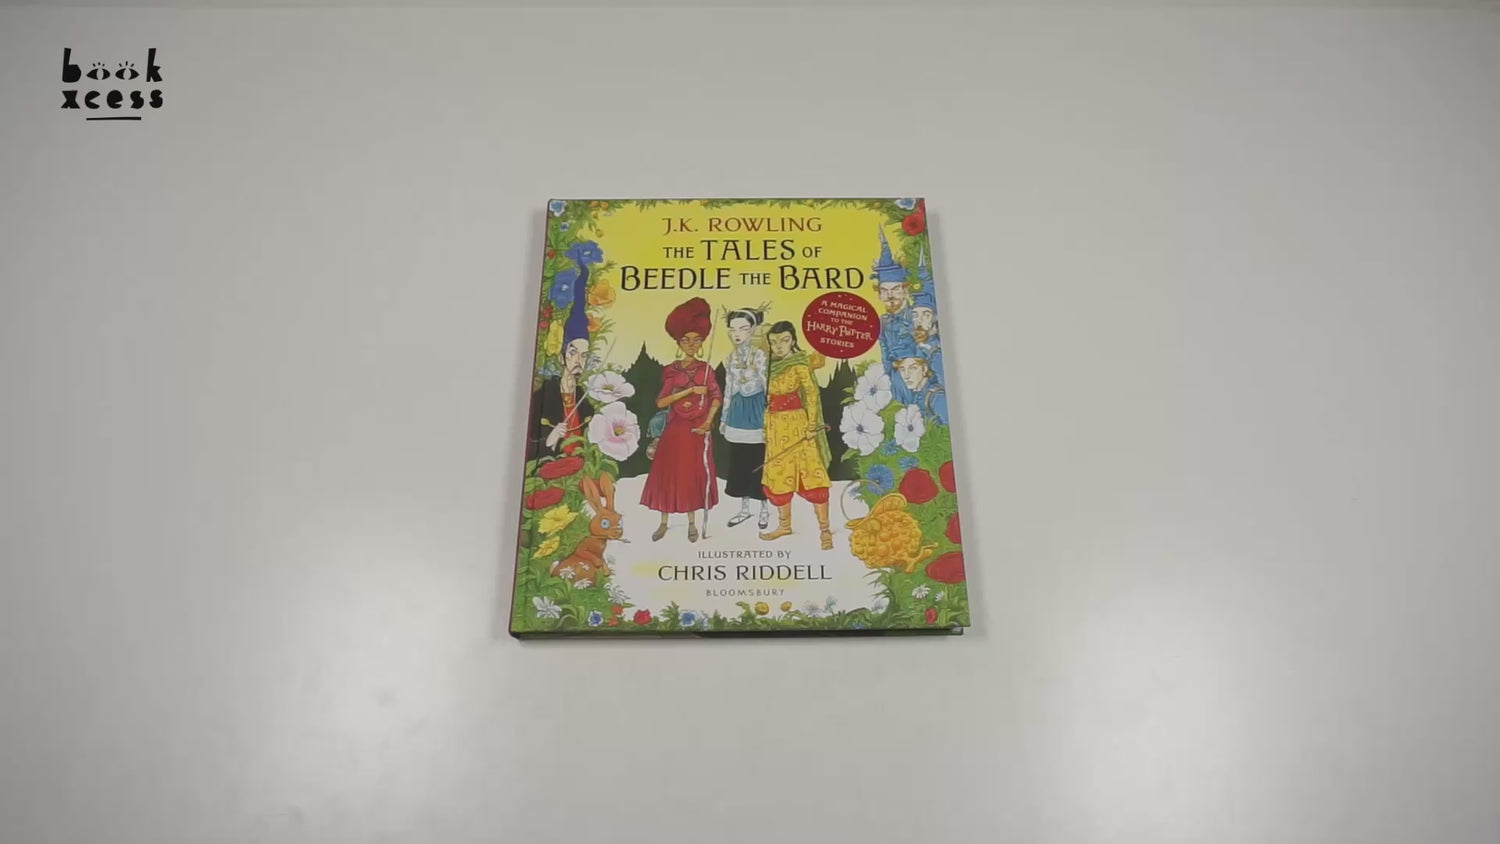 book
xcess
J.K. ROWLING
THE TALES OF
BEEDLE THE BARD
A MAGICAL
COMPANION
TO THE
HARRY POTTER
STORIES
ILLUSTRATED BY
CHRIS RIDDELL
BLOOMSBURY